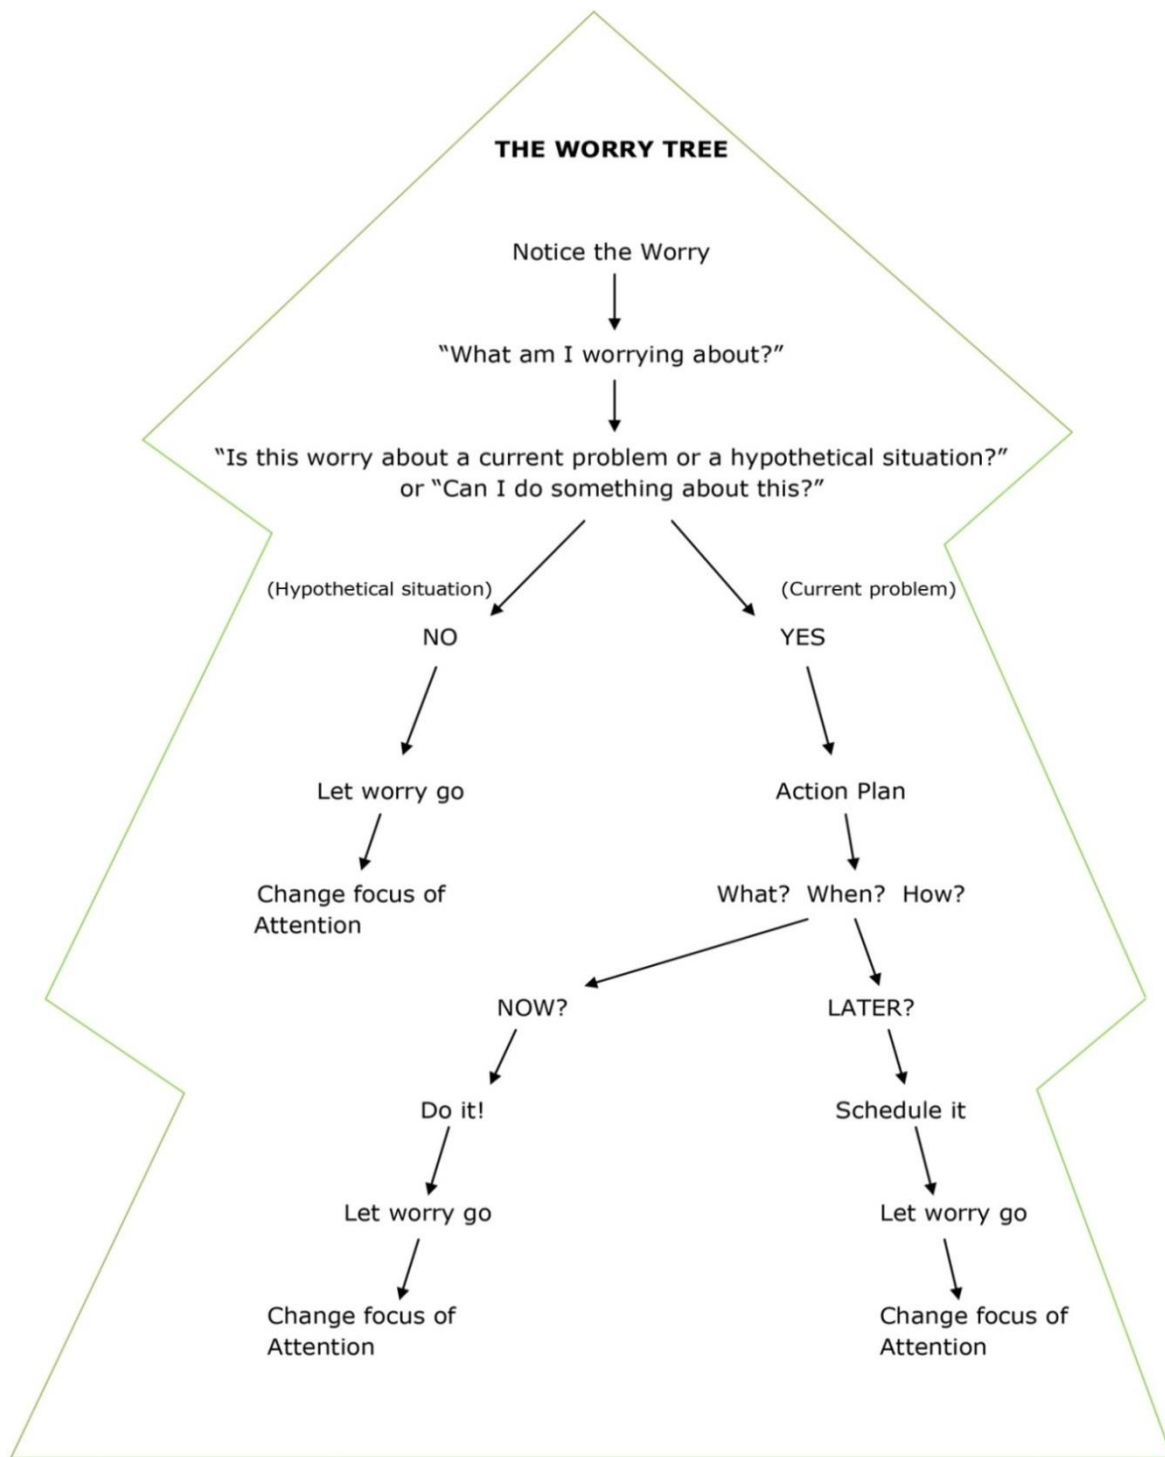 THE WORRY TREE
Notice the Worry
“What am I worrying about?”
“Is this worry about a current problem or a hypothetical situation?”
or “Can I do something about this?”
(Hypothetical situation)
(Current problem)
NO
YES
Let worry go
Action Plan
Change focus of
Attention
What? When? How?
NOW?
LATER?
Do it!
Schedule it
Let worry go
Let worry go
Change focus of
Attention
Change focus of
Attention